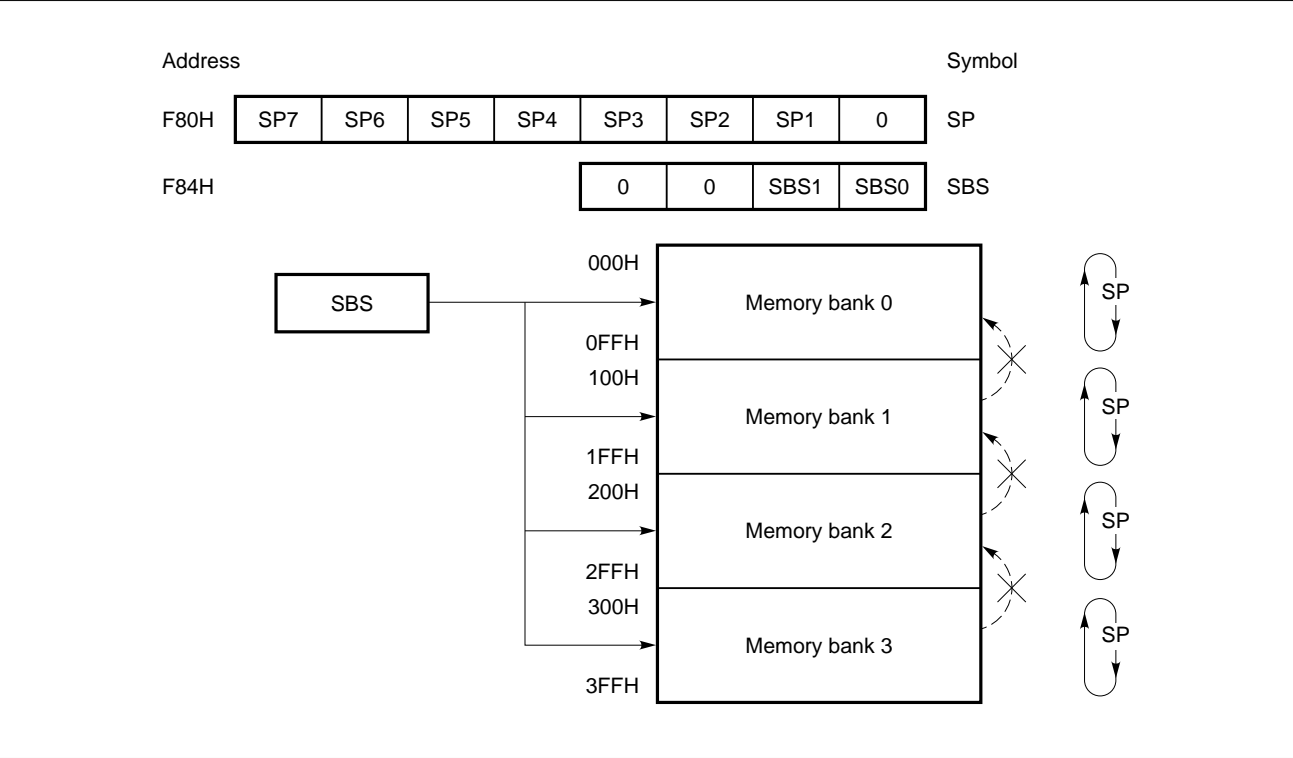 Address Symbol
F80H SP7 SP6 SP5 SP4 SP3 SP2 SP1 0 SP
F84H 0 0 SBS1 SBS0 SBS
000H
SBS Memory bank 0 SP
0FFH
100H
Memory bank 1 SP
1FFH
200H
Memory bank 2 SP
2FFH
300H
Memory bank 3 SP
3FFH